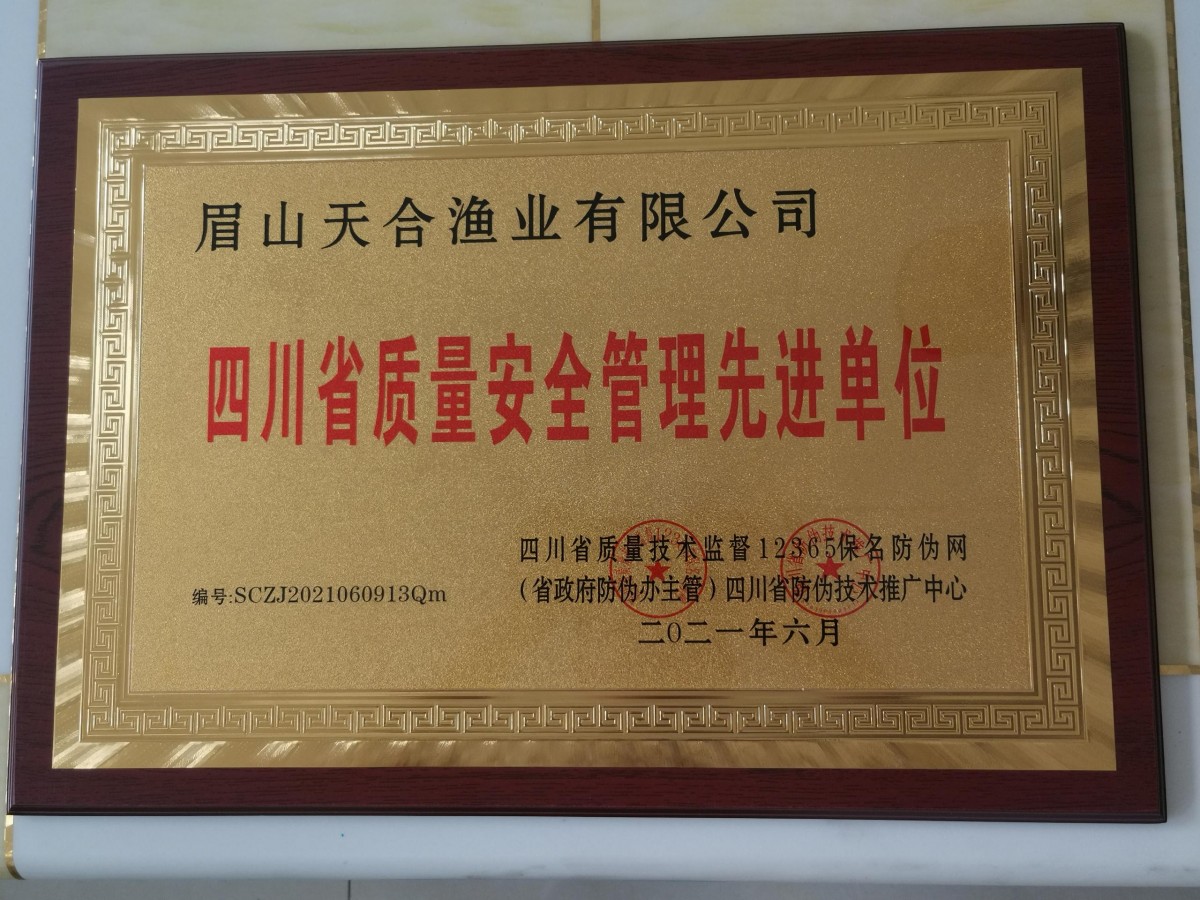 眉山天合渔业有限公司
四川省质量安全管理先进单位
四川省质量技术监督12365保名防伪网
编号:SCZJ2021060913Qm
(省政府防伪办主管)四川省防伪技术推广中心
二〇二一年六月